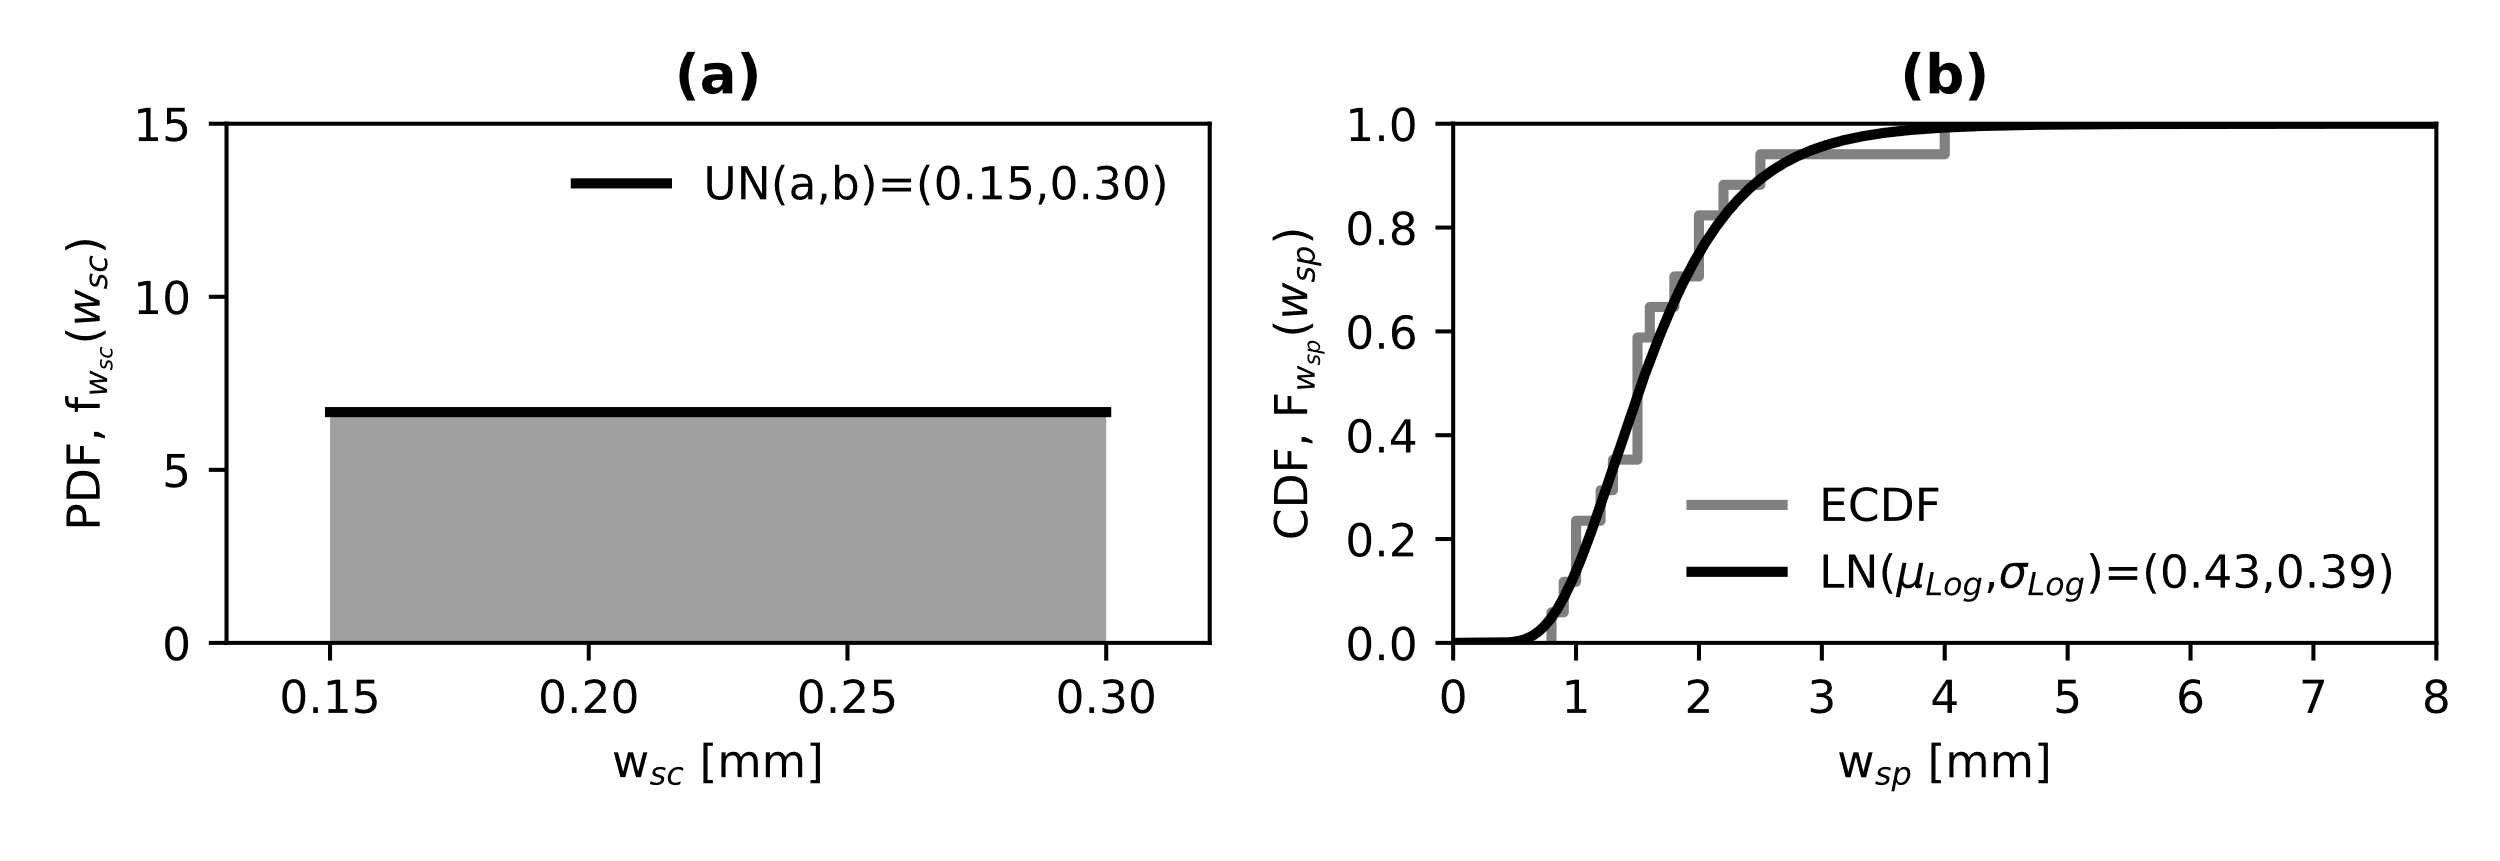 (a)
15
10
5
0
PDF, f_{w_{sc}}(w_{sc})
UN(a,b)=(0.15,0.30)
0.15 0.20 0.25 0.30
w_{sc} [mm]
(b)
1.0
0.8
0.6
0.4
0.2
0.0
CDF, F_{w_{sp}}(w_{sp})
ECDF
LN(μ_{Log},σ_{Log})=(0.43,0.39)
0 1 2 3 4 5 6 7 8
w_{sp} [mm]